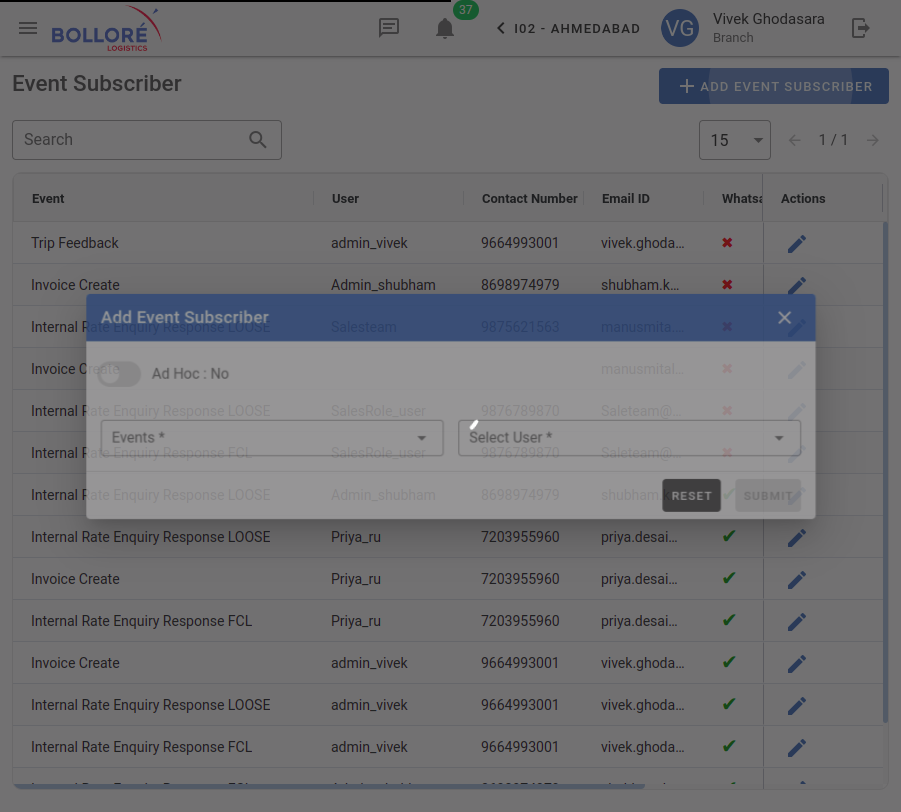 37
BOLLORÉ
LOGISTICS
I02 - AHMEDABAD
VG
Vivek Ghodasara
Branch
Event Subscriber
ADD EVENT SUBSCRIBER
Search
15
1 / 1
Event User Contact Number Email ID Whatsa Actions
Trip Feedback admin_vivek 9664993001 vivek.ghoda...
Invoice Create Admin_shubham 8698974979 shubham.k...
Add Event Subscriber
Internal Rate Enquiry Response LOOSE Salesteam 9875621563 manusmita...
Invoice Create manusmital...
Ad Hoc : No
Internal Rate Enquiry Response LOOSE SalesRole_user 9876789870 Saleteam@...
Events * Select User *
Internal Rate Enquiry Response FCL SalesRole_user 9876789870 Saleteam@...
Internal Rate Enquiry Response LOOSE Admin_shubham 8698974979 shubham.k...
RESET SUBMIT
Internal Rate Enquiry Response LOOSE Priya_ru 7203955960 priya.desai...
Invoice Create Priya_ru 7203955960 priya.desai...
Internal Rate Enquiry Response FCL Priya_ru 7203955960 priya.desai...
Invoice Create admin_vivek 9664993001 vivek.ghoda...
Internal Rate Enquiry Response LOOSE admin_vivek 9664993001 vivek.ghoda...
Internal Rate Enquiry Response FCL admin_vivek 9664993001 vivek.ghoda...